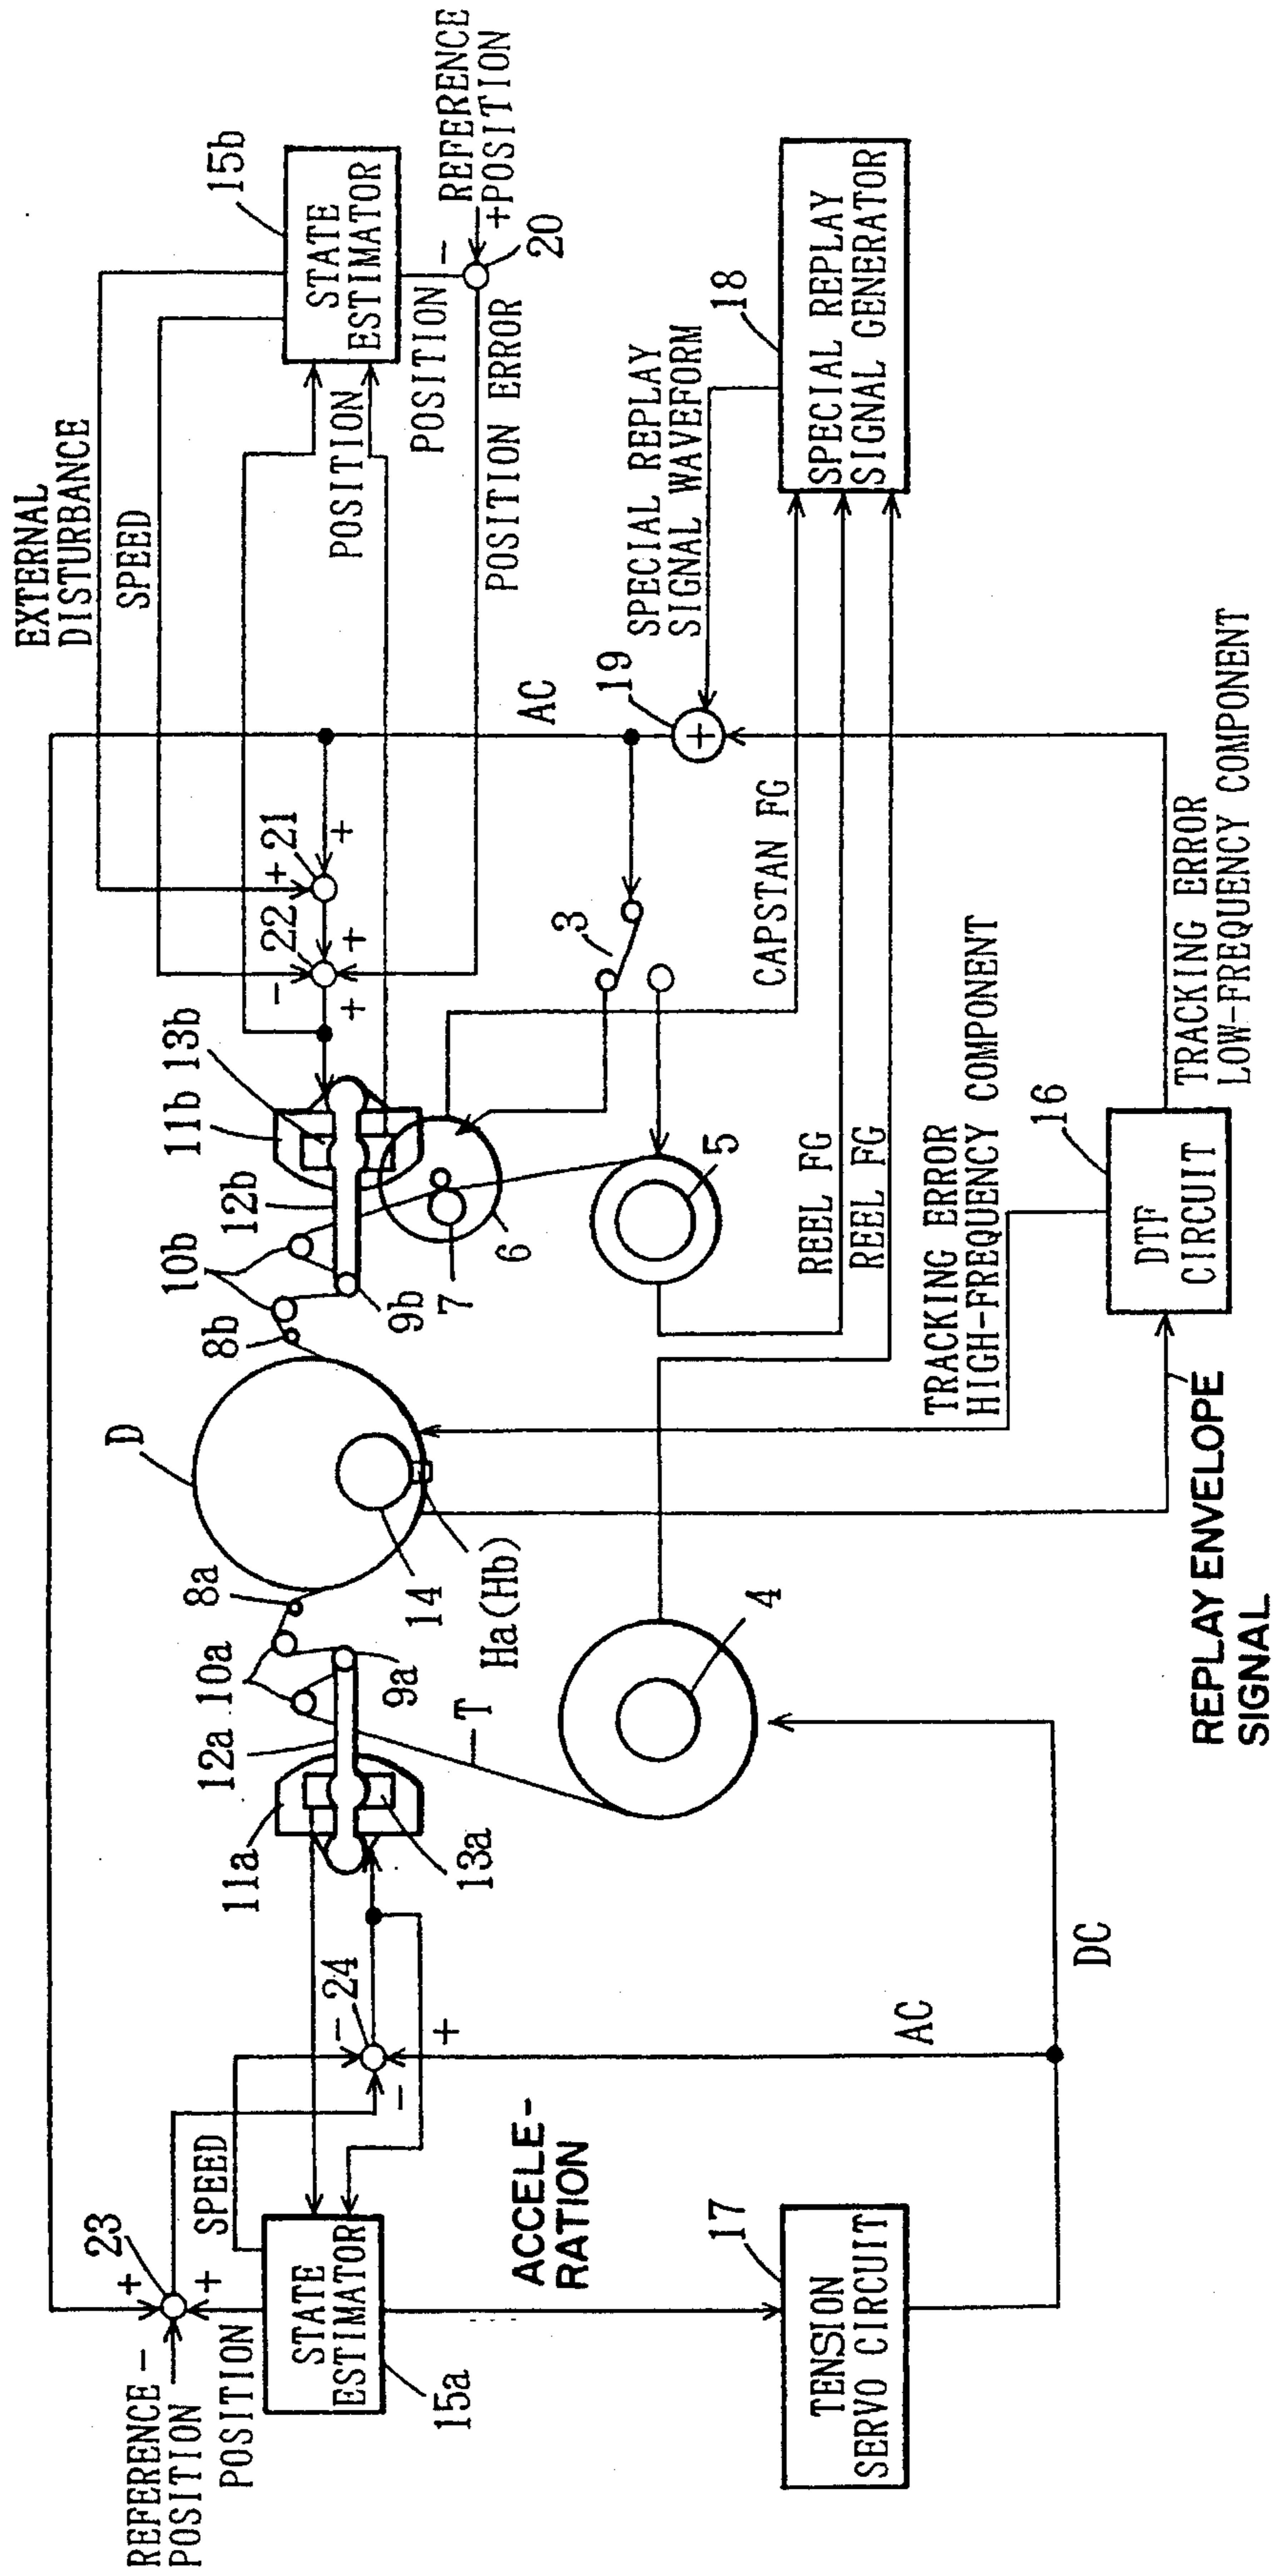 EXTERNAL
DISTURBANCE
SPEED
15b
STATE
ESTIMATOR
POSITION
POSITION
-
REFERENCE
+POSITION
20
POSITION ERROR
AC
21
+
+
22
-
+
+
11b
13b
12b
10b
8b
9b
7
6
5
3
19
+
SPECIAL REPLAY
SIGNAL WAVEFORM
18
SPECIAL REPLAY
SIGNAL GENERATOR
CAPSTAN FG
REEL FG
REEL FG
TRACKING ERROR
HIGH-FREQUENCY COMPONENT
16
DTF
CIRCUIT
TRACKING ERROR
LOW-FREQUENCY COMPONENT
REPLAY ENVELOPE
SIGNAL
D
14
Ha(Hb)
8a
10a
9a
12a
11a
13a
T
4
23
+
+
REFERENCE -
POSITION
POSITION
SPEED
STATE
ESTIMATOR
15a
24
-
-
+
ACCELE-
RATION
AC
DC
17
TENSION
SERVO CIRCUIT